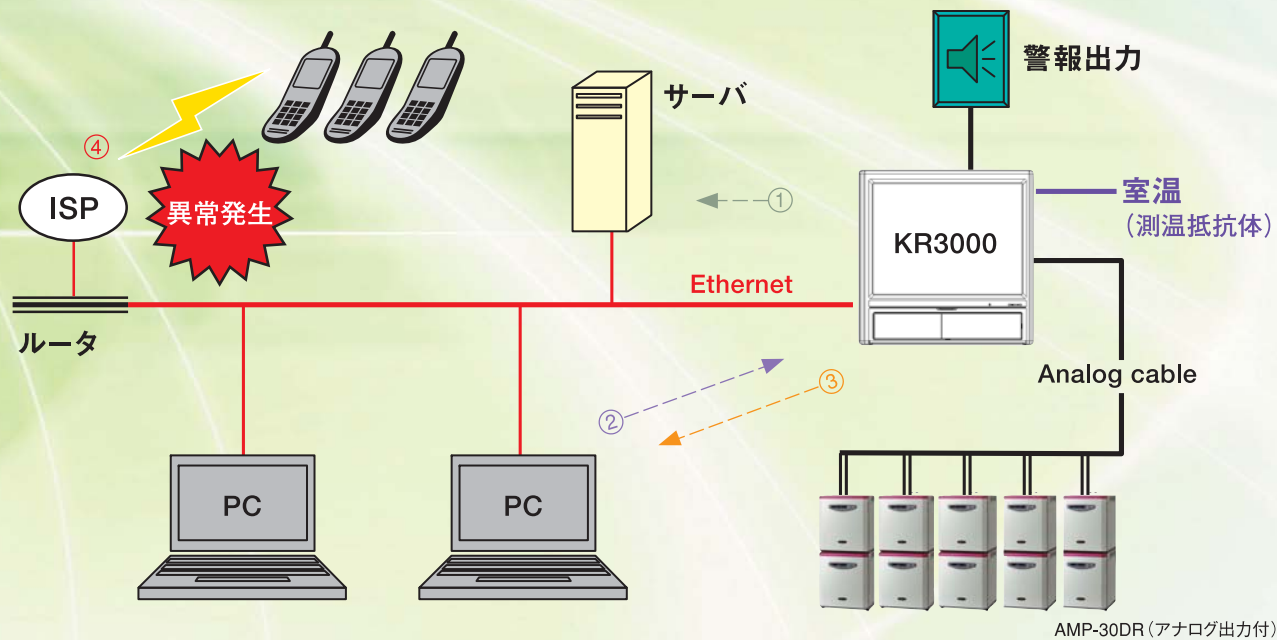 警報出力
サーバ
④
①
室温
(測温抵抗体)
ISP
異常発生
KR3000
Ethernet
ルータ
Analog cable
③
②
PC
PC
AMP-30DR(アナログ出力付)